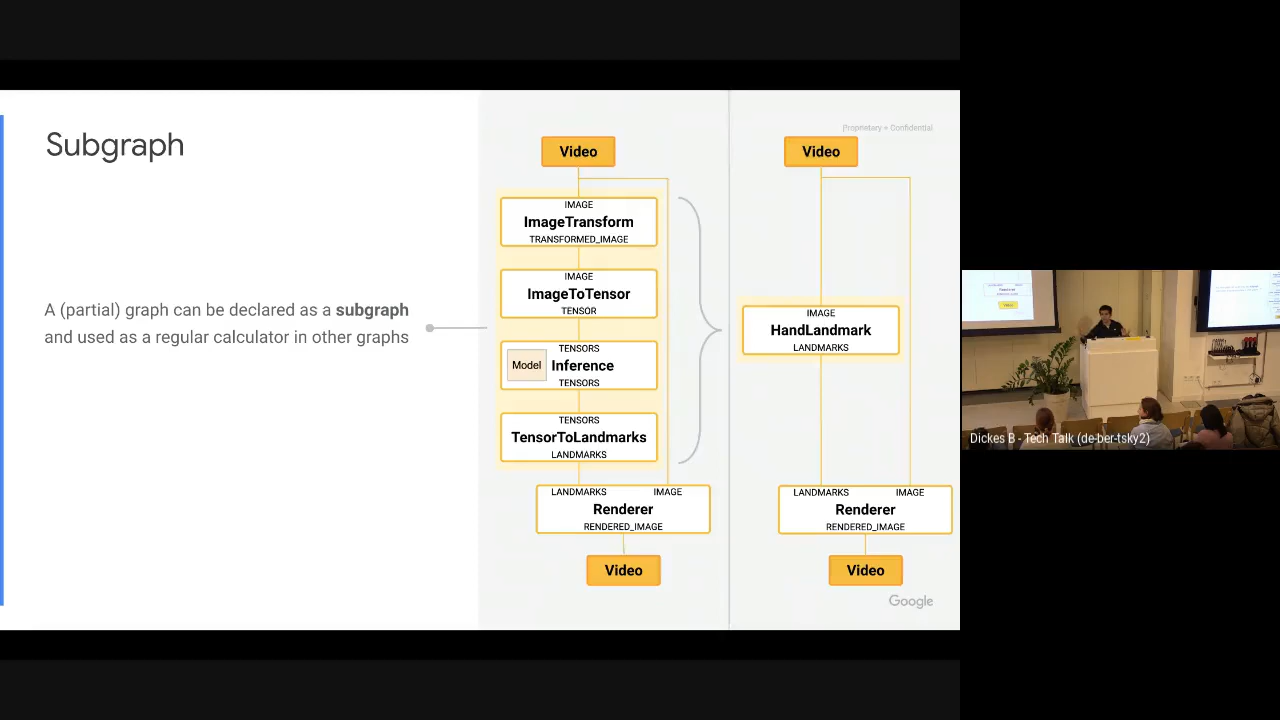 Subgraph
A (partial) graph can be declared as a subgraph
and used as a regular calculator in other graphs
Video
IMAGE
ImageTransform
TRANSFORMED_IMAGE
IMAGE
ImageToTensor
TENSOR
TENSORS
Model
Inference
TENSORS
TENSORS
TensorToLandmarks
LANDMARKS
LANDMARKS IMAGE
Renderer
RENDERED_IMAGE
Video
Proprietary + Confidential
Video
IMAGE
HandLandmark
LANDMARKS
LANDMARKS IMAGE
Renderer
RENDERED_IMAGE
Video
Google
Dickes B - Tech Talk (de-ber-tsky2)